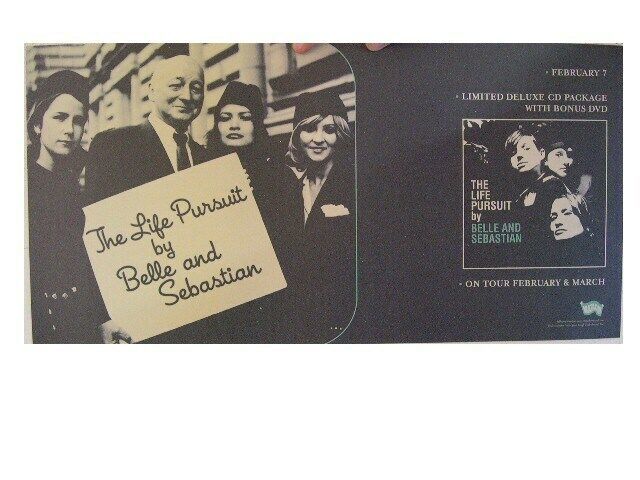 The Life Pursuit
by
Belle and
Sebastian
· FEBRUARY 7
· LIMITED DELUXE CD PACKAGE
WITH BONUS DVD
THE
LIFE
PURSUIT
by
BELLE AND
SEBASTIAN
· ON TOUR FEBRUARY & MARCH